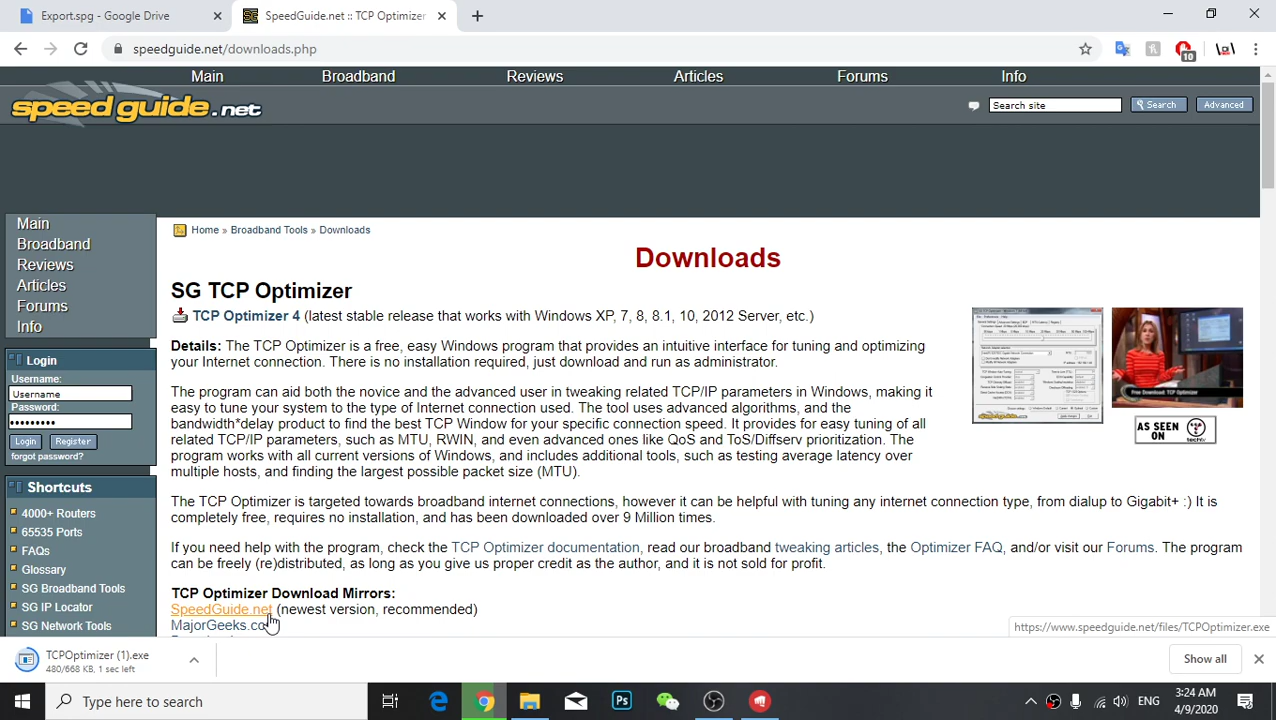 Export.spg - Google Drive
SpeedGuide.net :: TCP Optimizer
speedguide.net/downloads.php
10
Main Broadband Reviews Articles Forums Info
speedguide.net
Search site Search Advanced
Main
Broadband
Reviews
Articles
Forums
Info
Login
Username:
Username
Password:
Login Register
forgot password?
Shortcuts
4000+ Routers
65535 Ports
FAQs
Glossary
SG Broadband Tools
SG IP Locator
SG Network Tools
Home » Broadband Tools » Downloads
Downloads
SG TCP Optimizer
TCP Optimizer 4 (latest stable release that works with Windows XP, 7, 8, 8.1, 10, 2012 Server, etc.)
Details: The TCP Optimizer is a free, easy Windows program that provides an intuitive interface for tuning and optimizing
your Internet connection. There is no installation required, just download and run as administrator.
The program can assist both the novice and the advanced user in tweaking related TCP/IP parameters in Windows, making it
easy to tune your system to the type of Internet connection used. The tool uses advanced algorithms, and the
bandwidth*delay product to find the best TCP Window for your specific connection speed. It provides for easy tuning of all
related TCP/IP parameters, such as MTU, RWIN, and even advanced ones like QoS and ToS/Diffserv prioritization. The
program works with all current versions of Windows, and includes additional tools, such as testing average latency over
multiple hosts, and finding the largest possible packet size (MTU).
Free Download: TCP Optimizer
AS SEEN
ON
techtv
The TCP Optimizer is targeted towards broadband internet connections, however it can be helpful with tuning any internet connection type, from dialup to Gigabit+ :) It is
completely free, requires no installation, and has been downloaded over 9 Million times.
If you need help with the program, check the TCP Optimizer documentation, read our broadband tweaking articles, the Optimizer FAQ, and/or visit our Forums. The program
can be freely (re)distributed, as long as you give us proper credit as the author, and it is not sold for profit.
TCP Optimizer Download Mirrors:
SpeedGuide.net (newest version, recommended)
MajorGeeks.co
https://www.speedguide.net/files/TCPOptimizer.exe
TCPOptimizer (1).exe
480/668 KB, 1 sec left
Show all
Type here to search
Ps
ENG
3:24 AM
4/9/2020